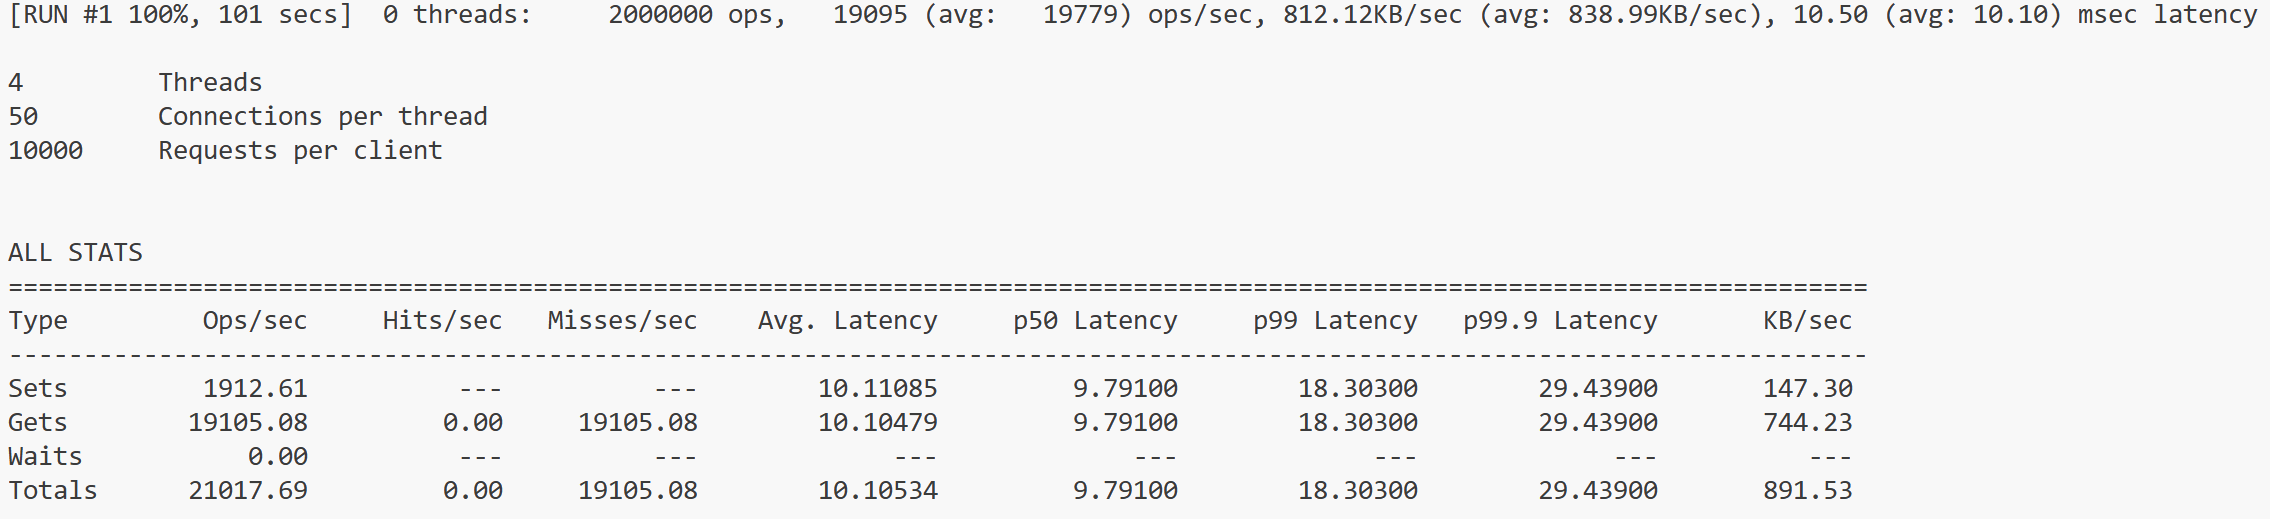 [RUN #1 100%, 101 secs]  0 threads:     2000000 ops,   19095 (avg:   19779) ops/sec, 812.12KB/sec (avg: 838.99KB/sec), 10.50 (avg: 10.10) msec latency
4         Threads
50        Connections per thread
10000     Requests per client
ALL STATS
============================================================================================================================
Type         Ops/sec     Hits/sec   Misses/sec    Avg. Latency     p50 Latency     p99 Latency   p99.9 Latency       KB/sec
----------------------------------------------------------------------------------------------------------------------------
Sets         1912.61          ---          ---        10.11085         9.79100        18.30300        29.43900       147.30
Gets        19105.08         0.00     19105.08        10.10479         9.79100        18.30300        29.43900       744.23
Waits           0.00          ---          ---             ---             ---             ---             ---          ---
Totals      21017.69         0.00     19105.08        10.10534         9.79100        18.30300        29.43900       891.53